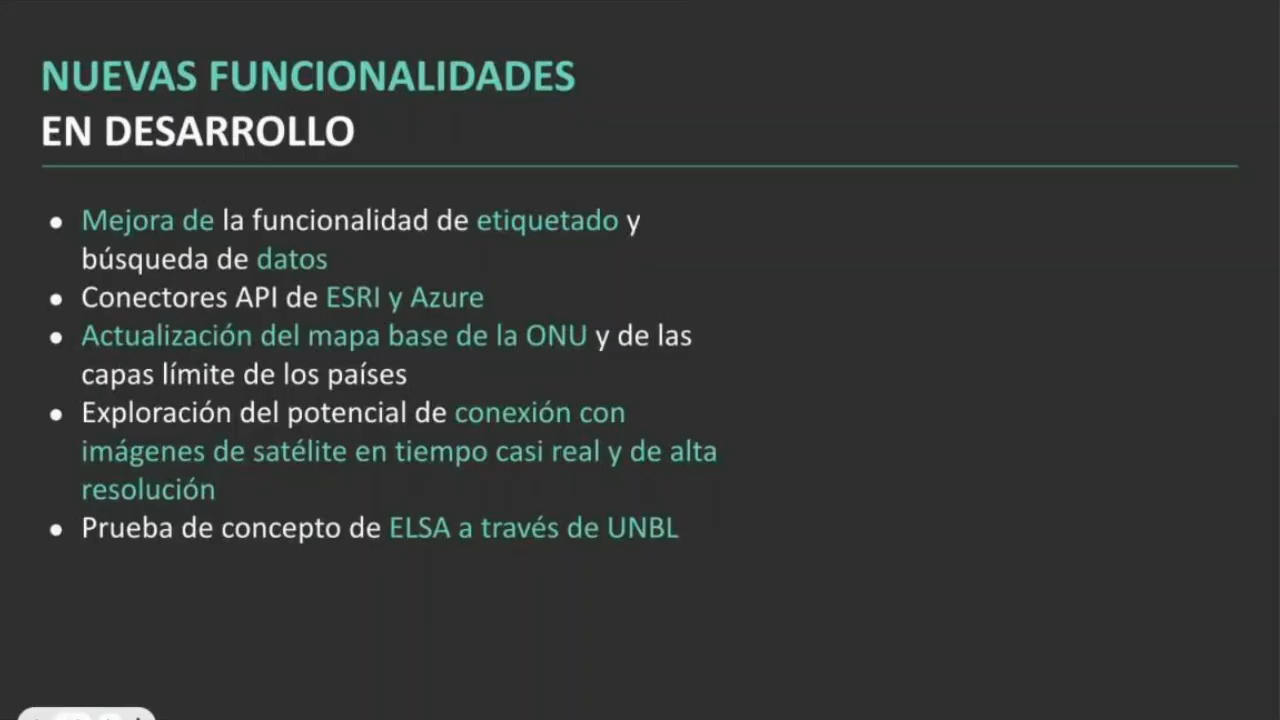 NUEVAS FUNCIONALIDADES
EN DESARROLLO
● Mejora de la funcionalidad de etiquetado y
búsqueda de datos
● Conectores API de ESRI y Azure
● Actualización del mapa base de la ONU y de las
capas límite de los países
● Exploración del potencial de conexión con
imágenes de satélite en tiempo casi real y de alta
resolución
● Prueba de concepto de ELSA a través de UNBL